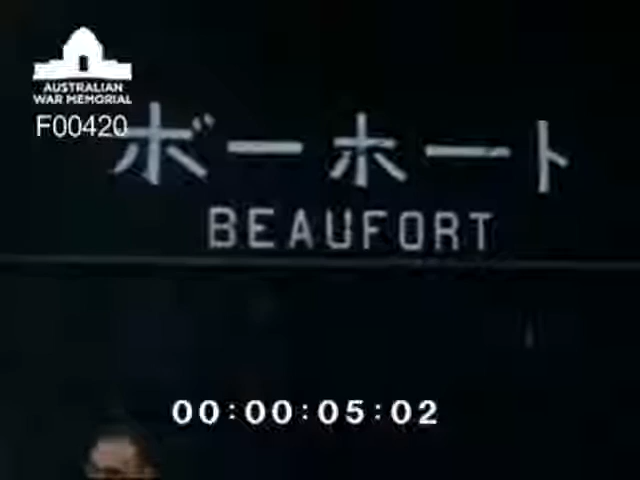 AUSTRALIAN
WAR MEMORIAL
F00420
ボーホート
BEAUFORT
00:00:05:02